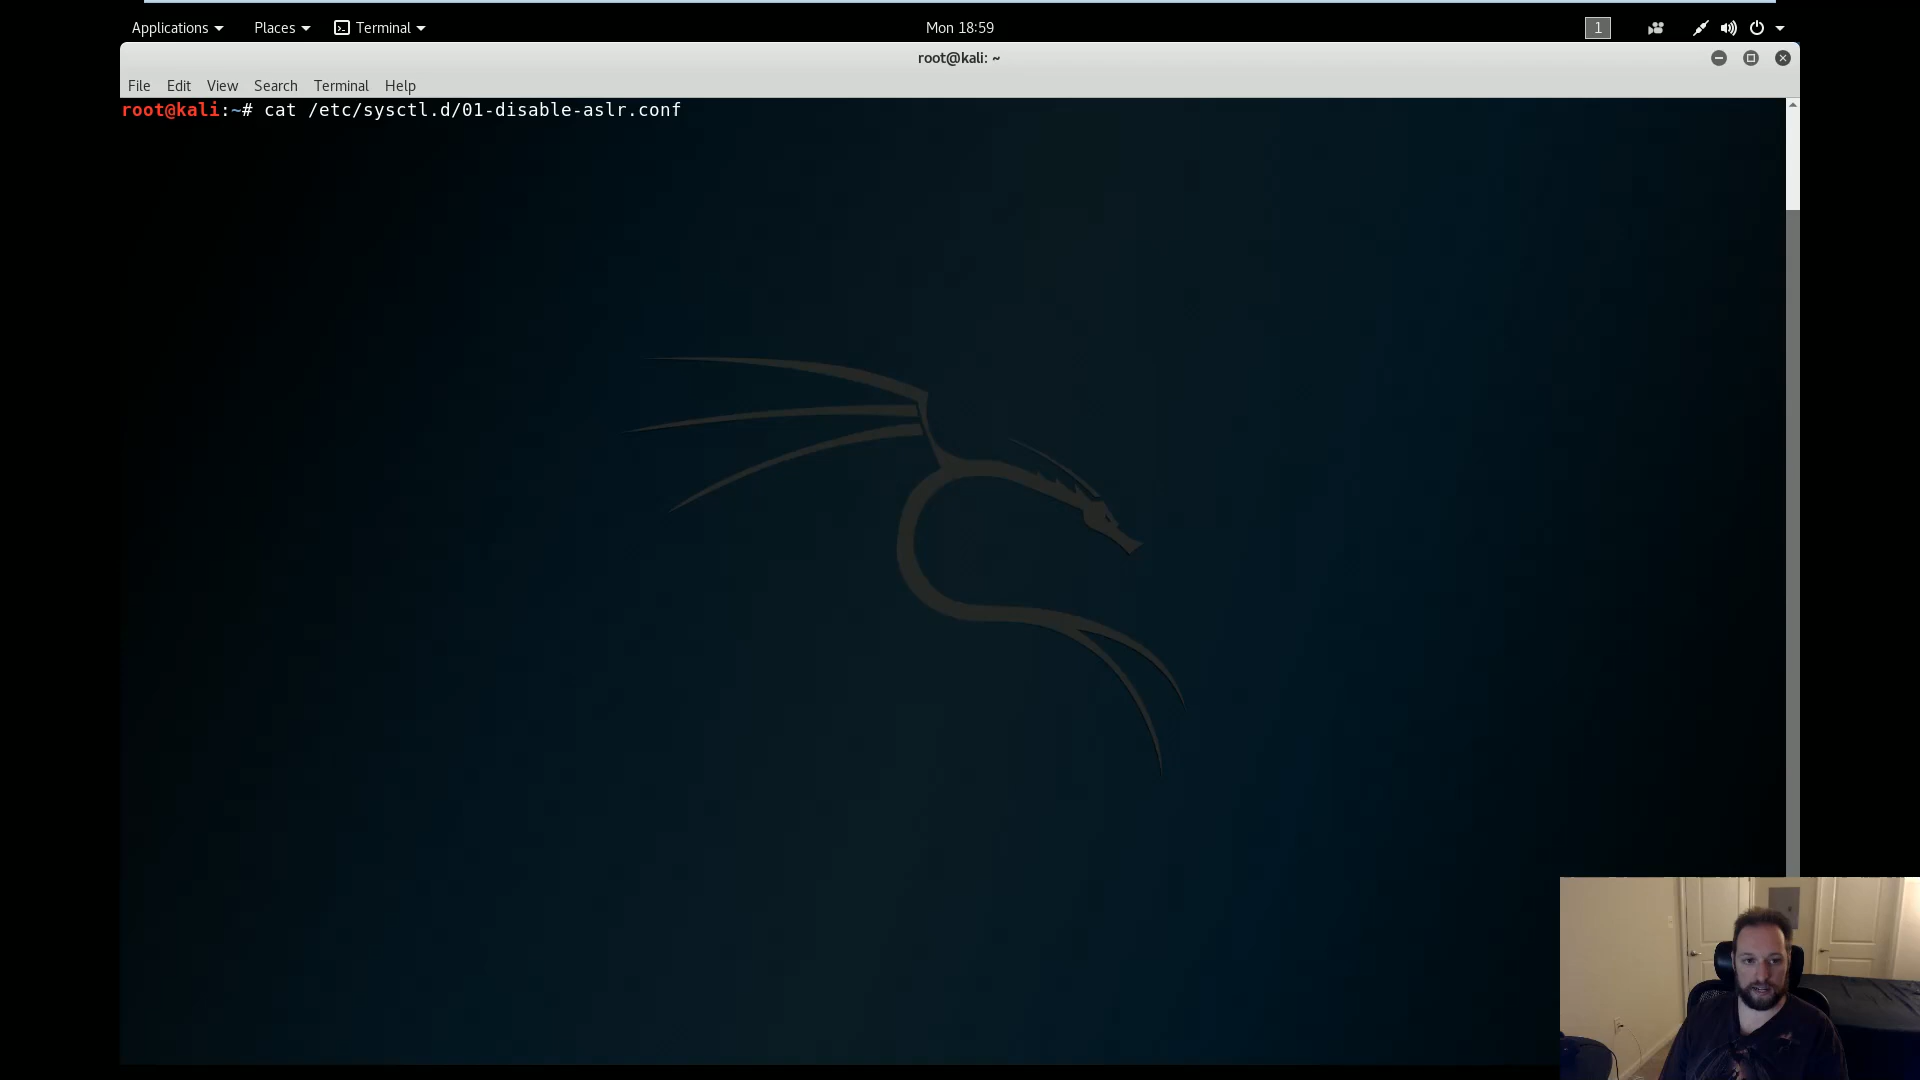 Applications Places Terminal Mon 18:59 1
root@kali: ~
File Edit View Search Terminal Help
root@kali:~# cat /etc/sysctl.d/01-disable-aslr.conf